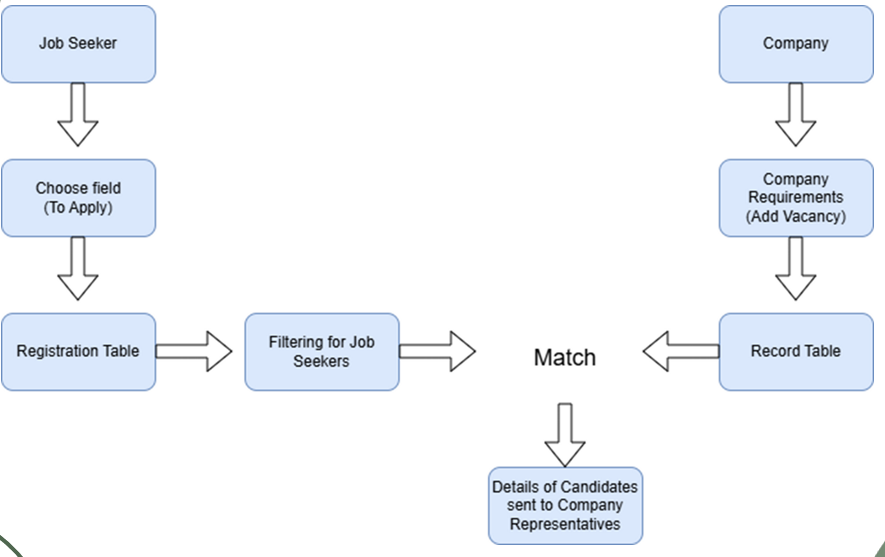 Job Seeker
Company
Choose field
(To Apply)
Company
Requirements
(Add Vacancy)
Registration Table
Filtering for Job
Seekers
Match
Record Table
Details of Candidates
sent to Company
Representatives